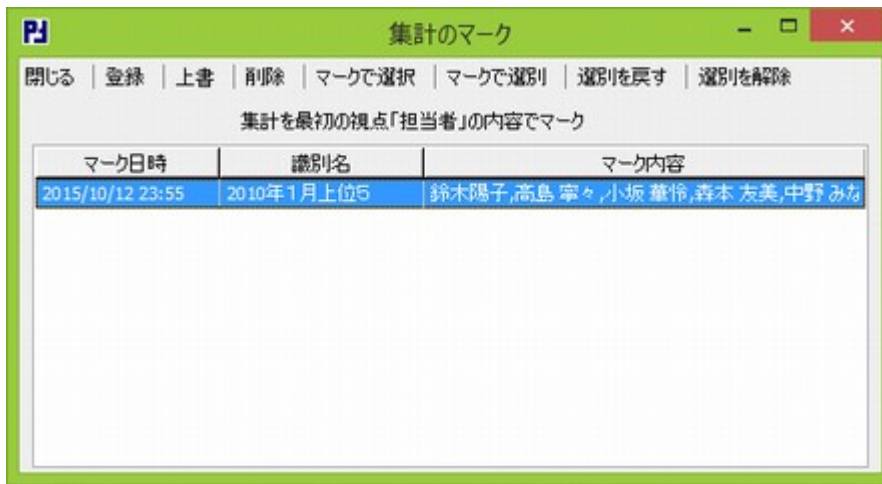 集計のマーク
閉じる | 登録 | 上書 | 削除 | マークで選択 | マークで選別 | 選別を戻す | 選別を解除
集計を最初の視点「担当者」の内容でマーク
マーク日時 識別名 マーク内容
2015/10/12 23:55 2010年1月上位5 鈴木陽子,高島 寧々,小坂 華伶,森本 友美,中野 みな